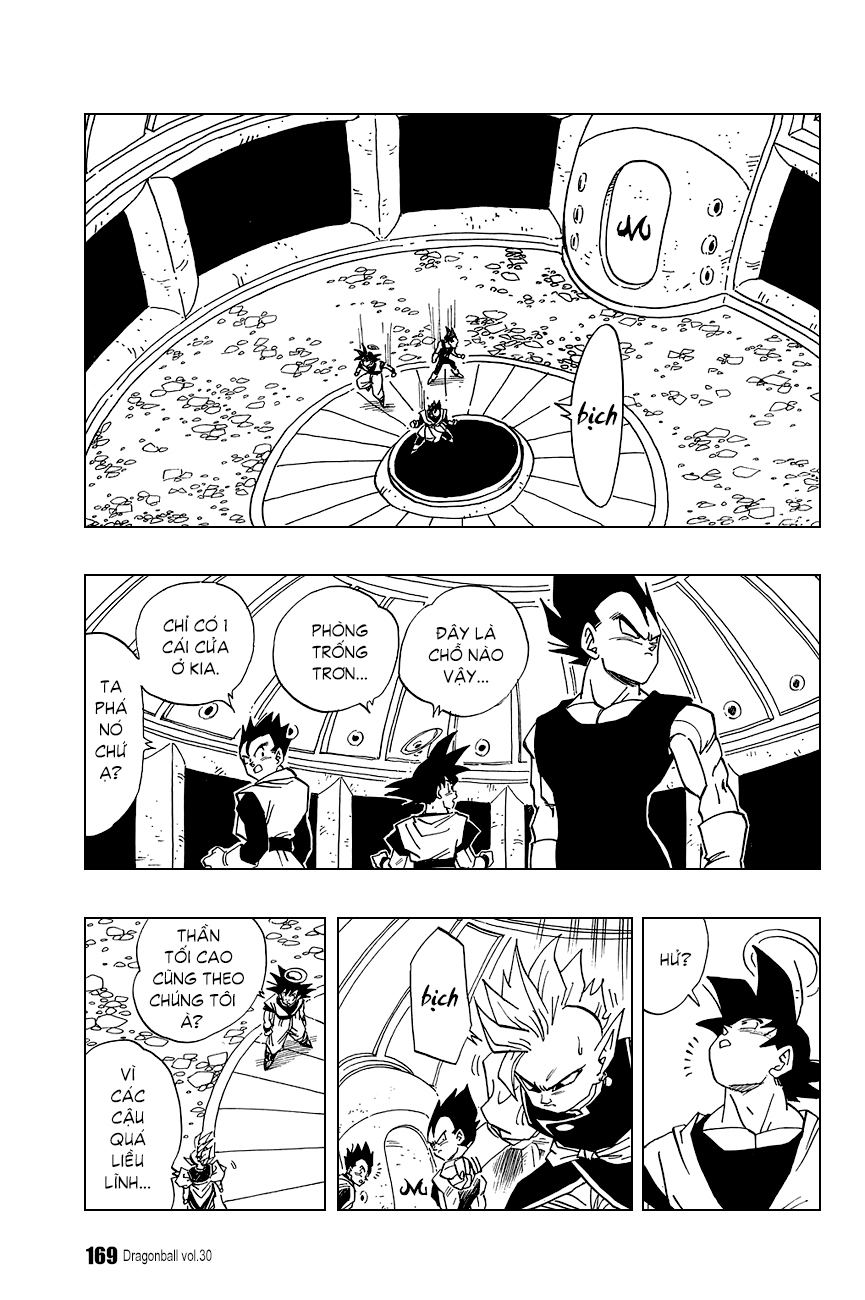 bịch
ĐÂY LÀ
CHỖ NÀO
VẬY...
PHÒNG
TRỐNG
TRƠN...
CHỈ CÓ 1
CÁI CỬA
Ở KIA.
TA
PHÁ
NÓ
CHỨ
Ạ?
HỬ?
bịch
THẦN
TỐI CAO
CŨNG THEO
CHÚNG TÔI
À?
VÌ
CÁC
CẬU
QUÁ
LIỀU
LĨNH...
169 Dragonball vol.30